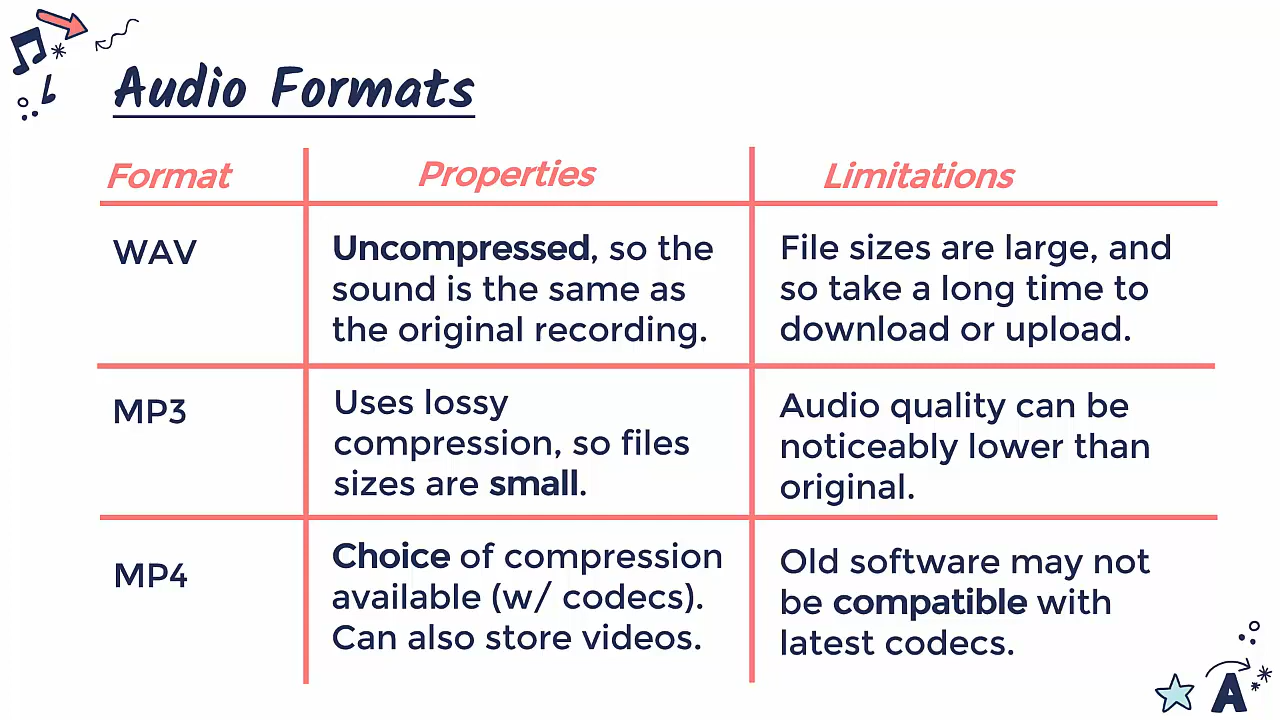 Audio Formats
Format
Properties
Limitations
WAV
Uncompressed, so the
sound is the same as
the original recording.
File sizes are large, and
so take a long time to
download or upload.
MP3
Uses lossy
compression, so files
sizes are small.
Audio quality can be
noticeably lower than
original.
MP4
Choice of compression
available (w/ codecs).
Can also store videos.
Old software may not
be compatible with
latest codecs.
A